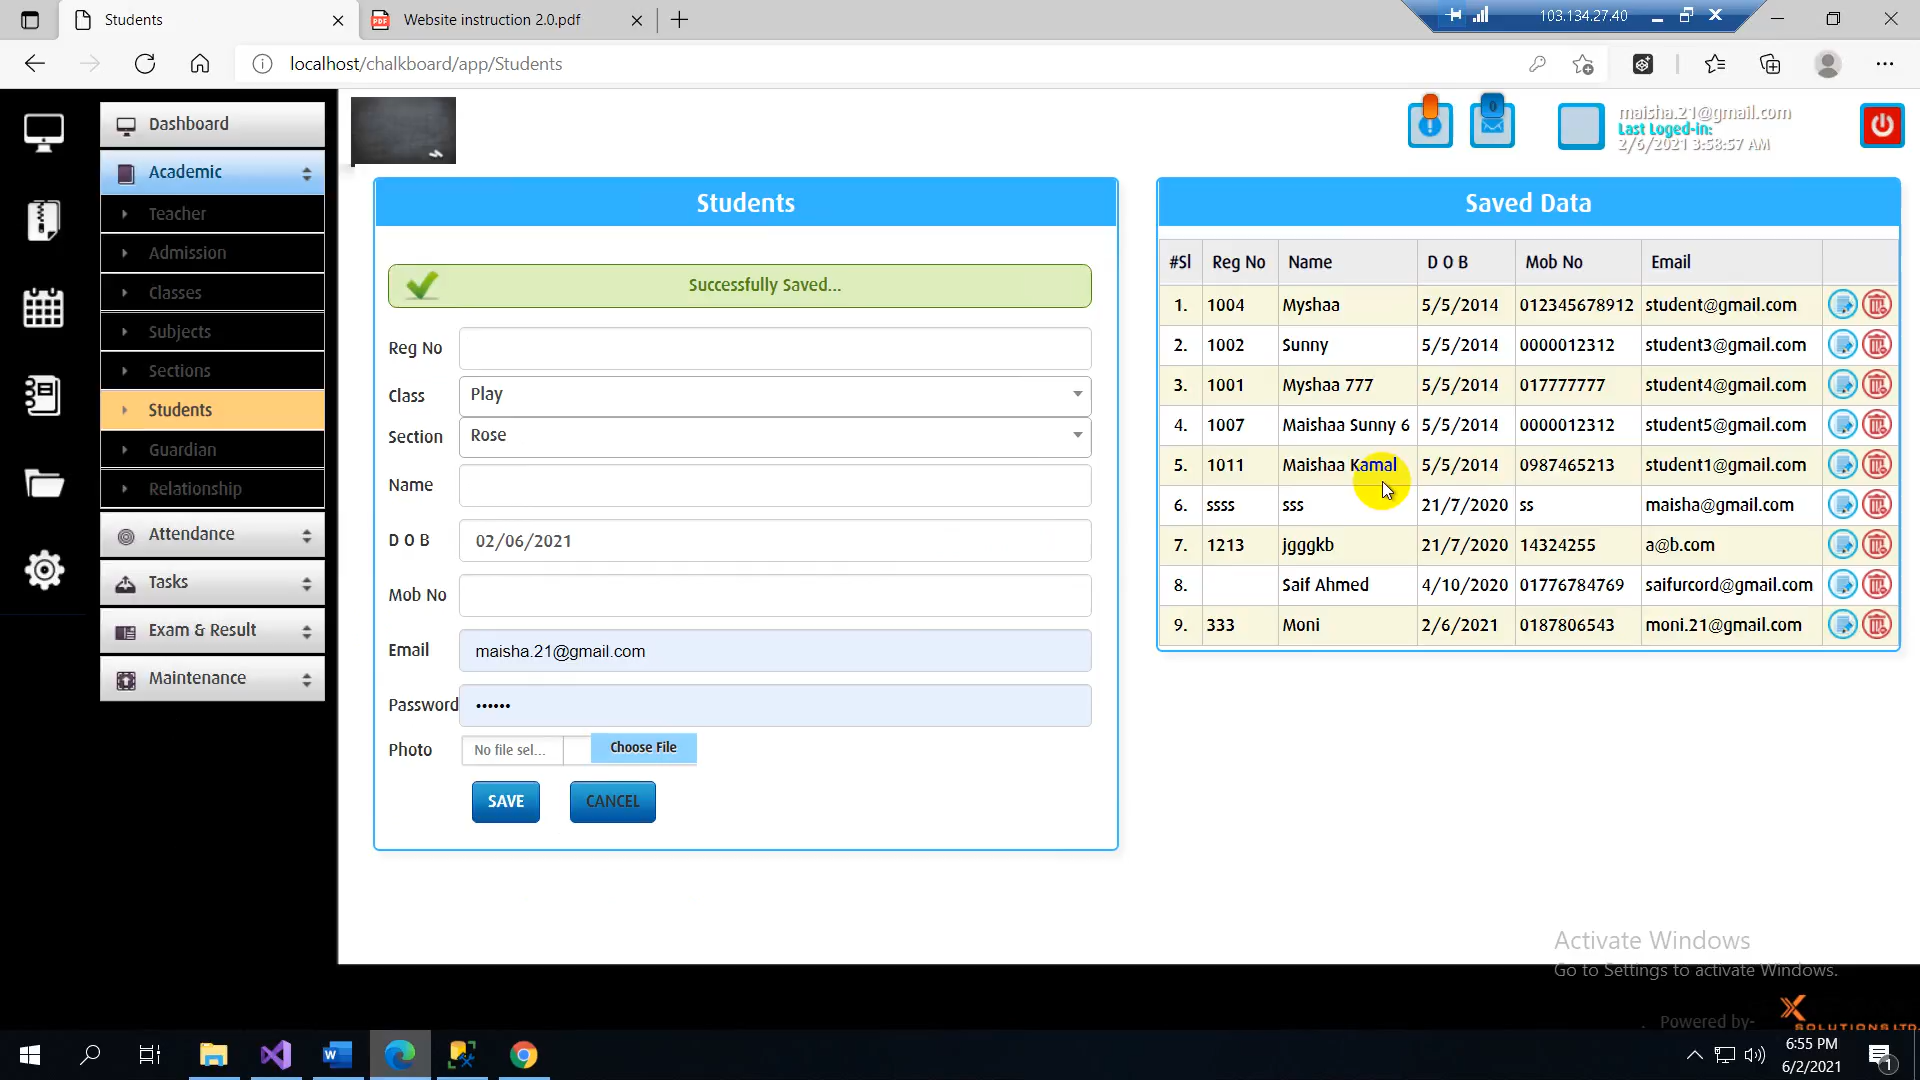 Students
Website instruction 2.0.pdf
103.134.27.40
localhost/chalkboard/app/Students
Dashboard
Academic
Teacher
Admission
Classes
Subjects
Sections
Students
Guardian
Relationship
Attendance
Tasks
Exam & Result
Maintenance
0
maisha.21@gmail.com
Last Loged-in:
2/6/2021 3:58:57 AM
Students
Successfully Saved...
Reg No
Class Play
Section Rose
Name
D O B 02/06/2021
Mob No
Email maisha.21@gmail.com
Password ••••••
Photo No file sel... Choose File
SAVE CANCEL
Saved Data
#Sl Reg No Name D O B Mob No Email
1. 1004 Myshaa 5/5/2014 012345678912 student@gmail.com
2. 1002 Sunny 5/5/2014 0000012312 student3@gmail.com
3. 1001 Myshaa 777 5/5/2014 017777777 student4@gmail.com
4. 1007 Maishaa Sunny 6 5/5/2014 0000012312 student5@gmail.com
5. 1011 Maishaa Kamal 5/5/2014 0987465213 student1@gmail.com
6. ssss sss 21/7/2020 ss maisha@gmail.com
7. 1213 jgggkb 21/7/2020 14324255 a@b.com
8. Saif Ahmed 4/10/2020 01776784769 saifurcord@gmail.com
9. 333 Moni 2/6/2021 0187806543 moni.21@gmail.com
Activate Windows
Go to Settings to activate Windows.
. Powered by-
X
SOLUTIONS LTD
6:55 PM
6/2/2021
1